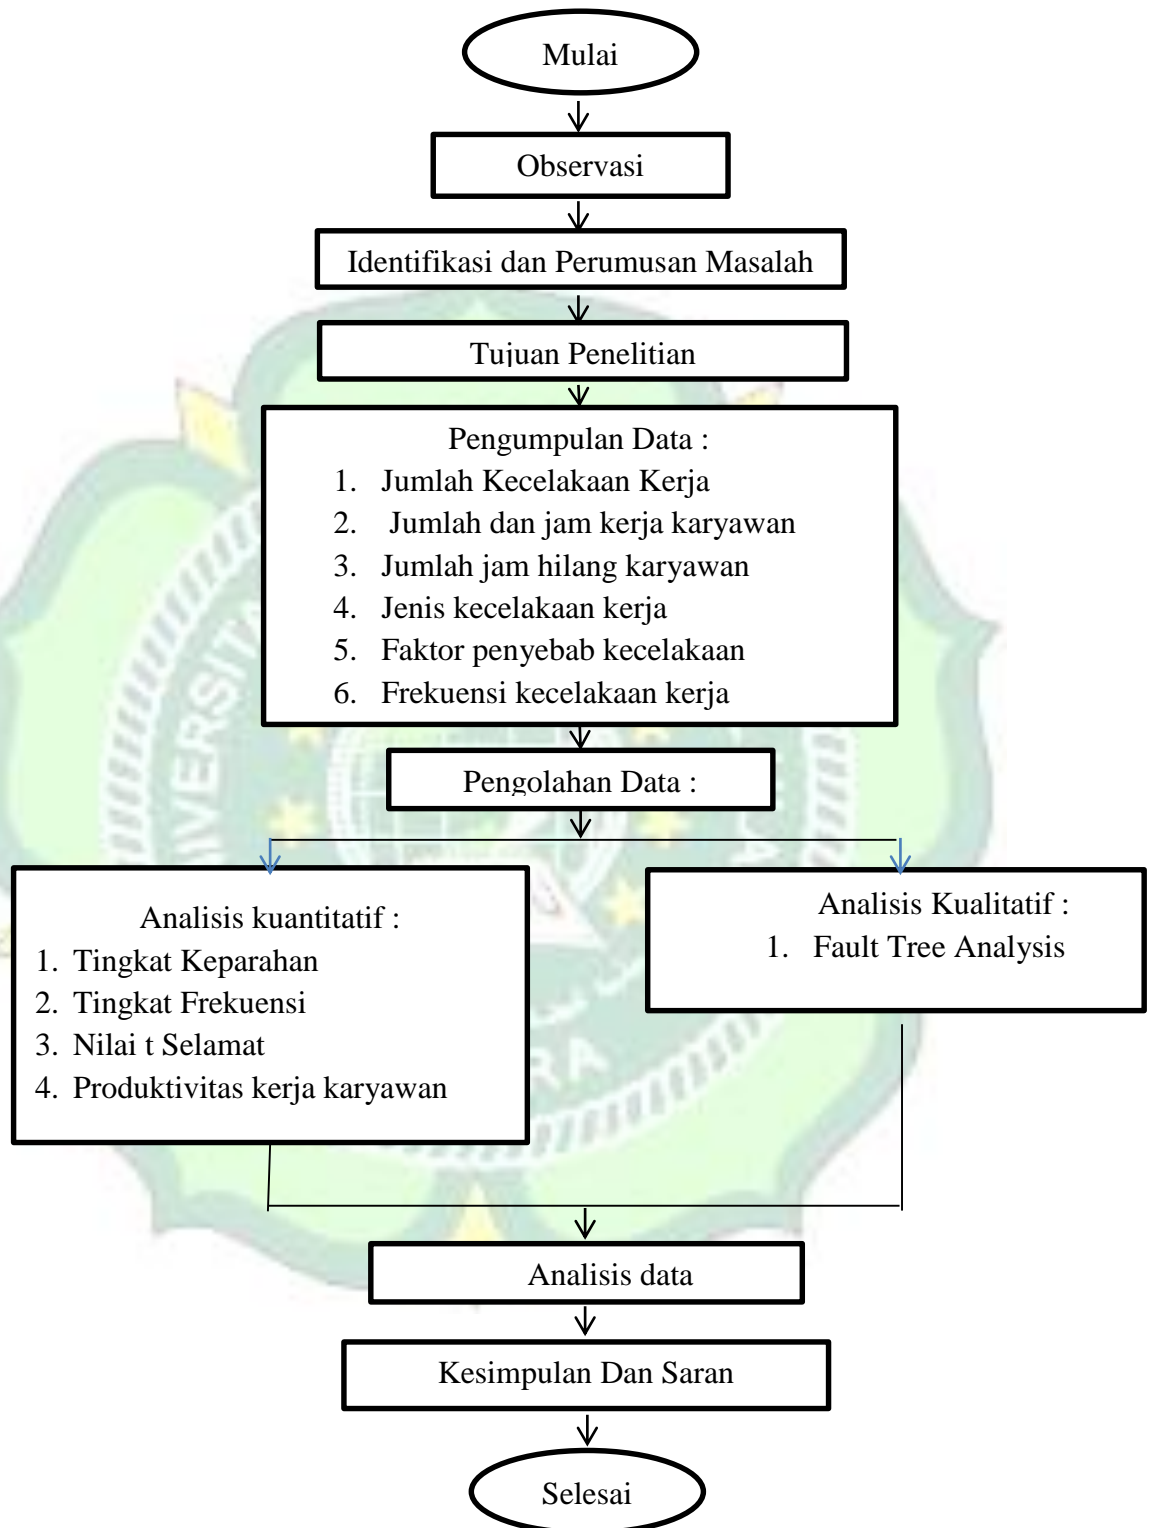 Mulai
Observasi
Identifikasi dan Perumusan Masalah
Tujuan Penelitian
Pengumpulan Data :
1. Jumlah Kecelakaan Kerja
2. Jumlah dan jam kerja karyawan
3. Jumlah jam hilang karyawan
4. Jenis kecelakaan kerja
5. Faktor penyebab kecelakaan
6. Frekuensi kecelakaan kerja
Pengolahan Data :
Analisis kuantitatif :
1. Tingkat Keparahan
2. Tingkat Frekuensi
3. Nilai t Selamat
4. Produktivitas kerja karyawan
Analisis Kualitatif :
1. Fault Tree Analysis
Analisis data
Kesimpulan Dan Saran
Selesai